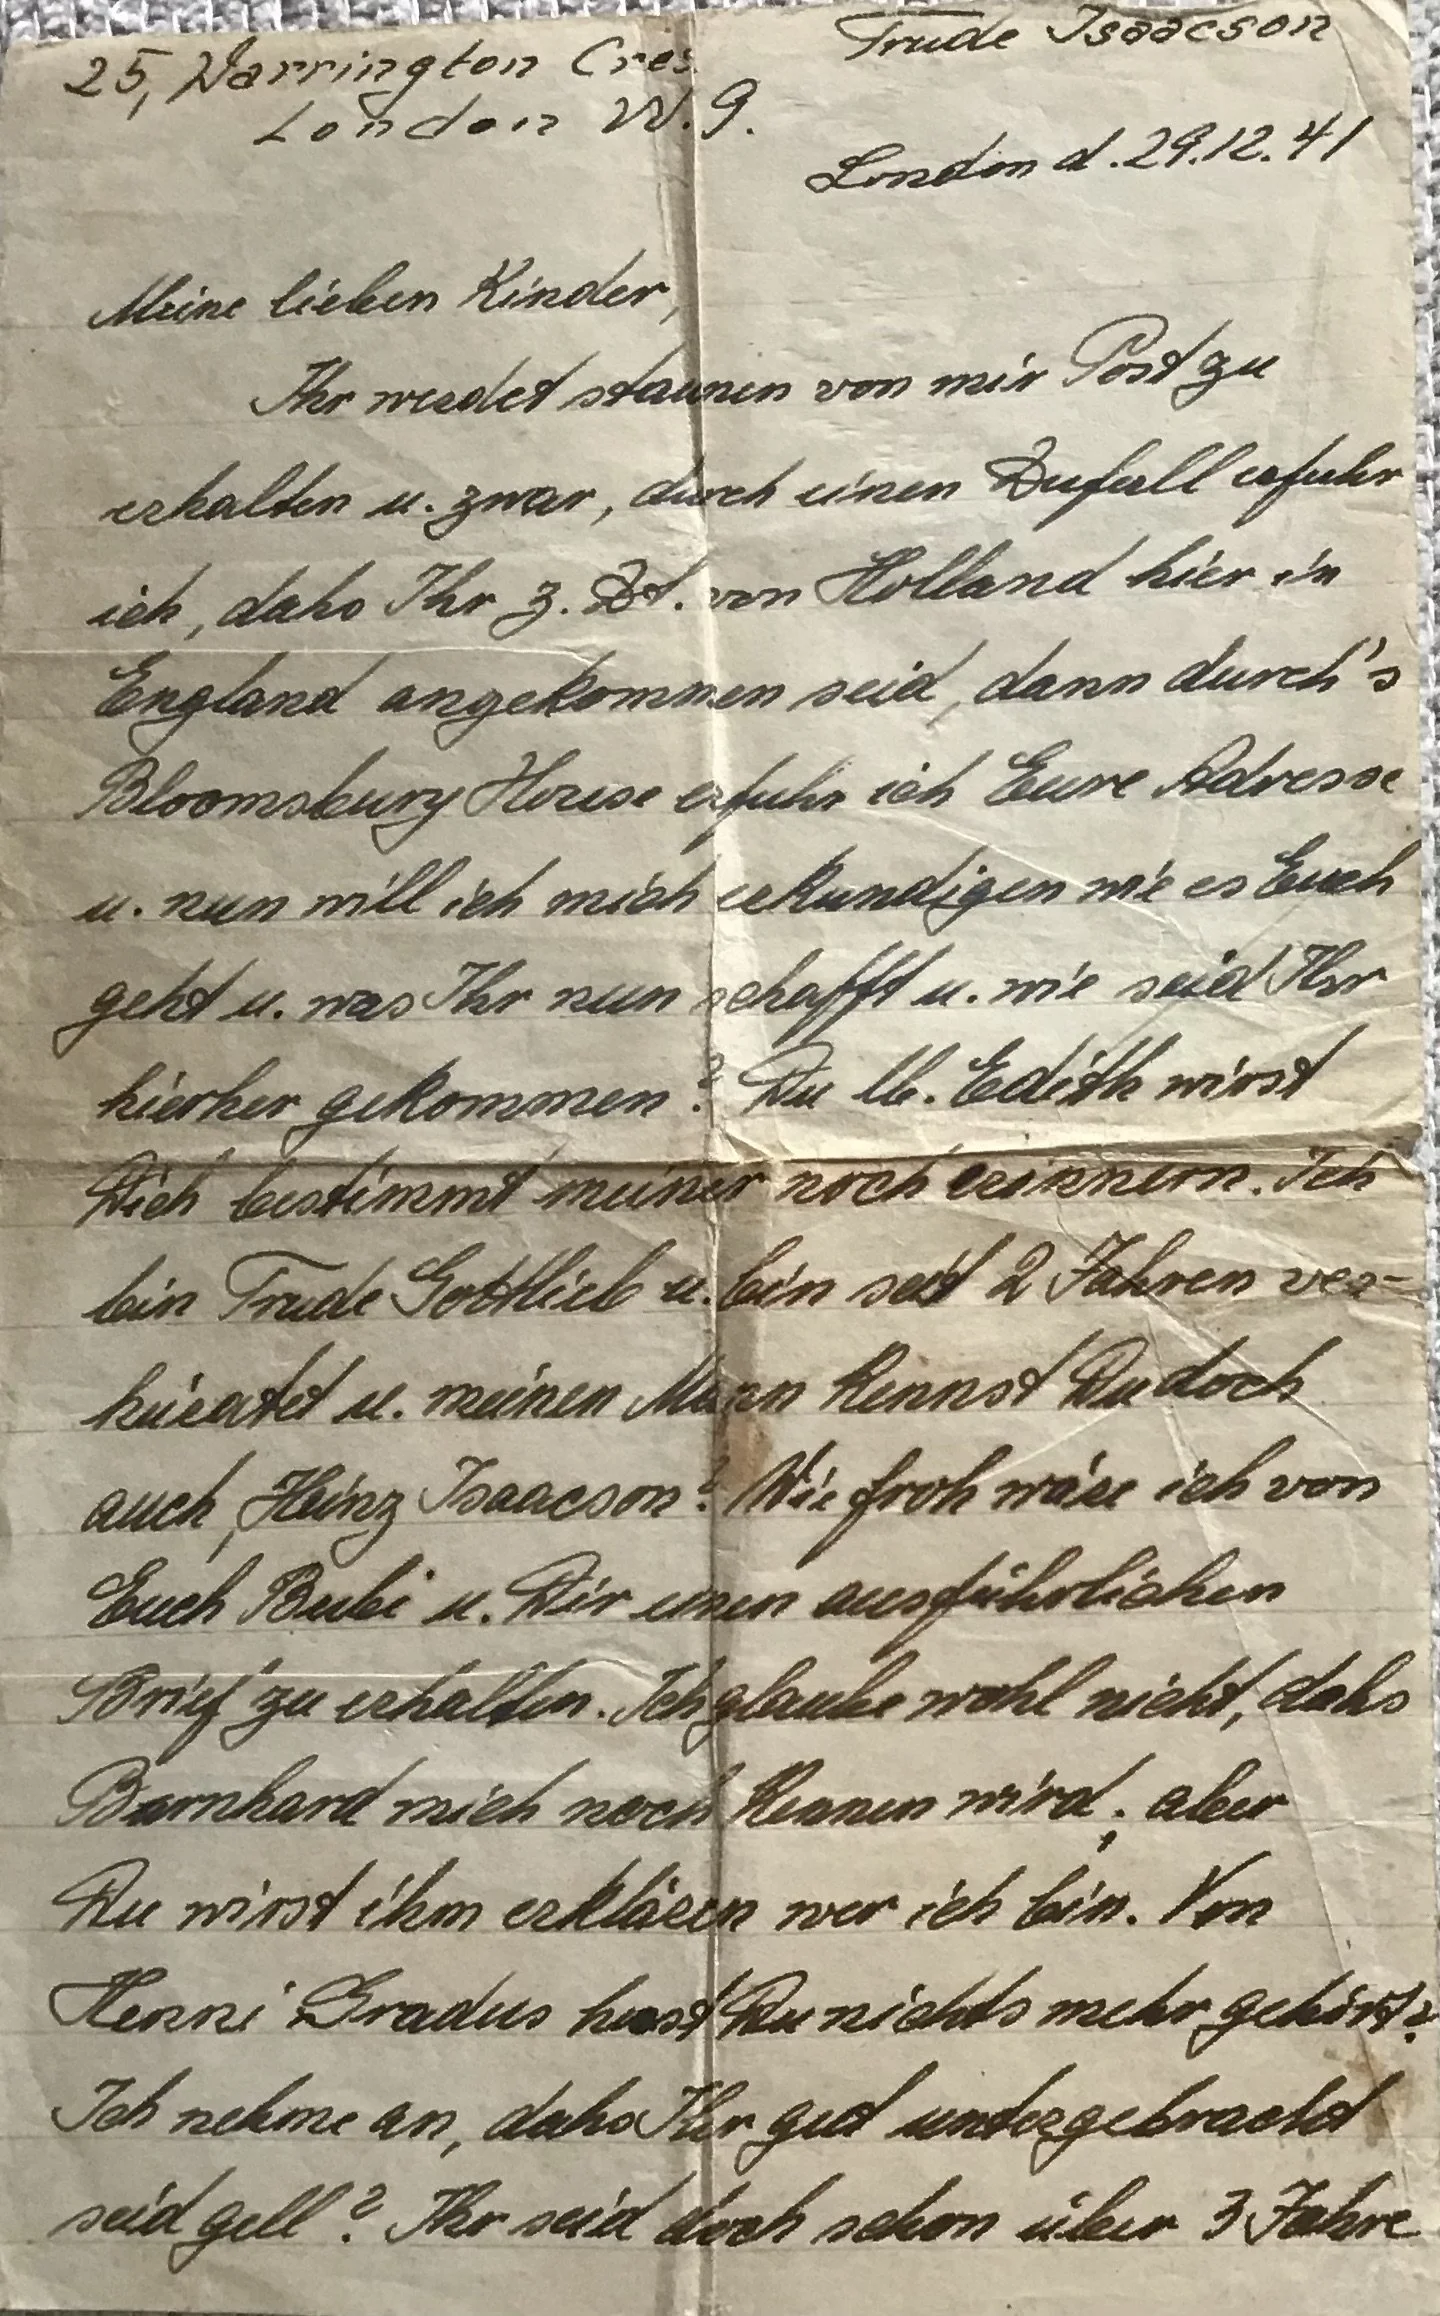 Trude Isaacson
25, Warrington Cres.
London W. 9.
London d. 29.12.41
Meine lieben Kinder,
Ihr werdet staunen von mir Post zu
erhalten u. zwar, durch einen Zufall erfuhr
ich, dahs Ihr z. Zt. von Holland hier in
England angekommen seid, dann durch's
Bloomsbury House erfuhr ich Eure Adresse
u. nun will ich mich erkundigen wie es Euch
geht u. was Ihr nun schafft u. wie seid Ihr
hierher gekommen? Du lb. Edith wirst
Dich bestimmt meiner noch erinnern. Ich
bin Trude Gottlieb u. bin seit 2 Jahren ver-
heiratet u. meinen Mann kennst Du doch
auch, Heinz Isaacson? Wie froh wäre ich von
Euch Bubi u. Dir einen ausführlichen
Brief zu erhalten. Ich glaube wohl nicht, dahs
Barnhard mich noch kennen wird; aber
Du wirst ihm erklären wer ich bin. Von
Henni Gradus hast Du nichts mehr gehört?
Ich nehme an, dahs Ihr gut untergebracht
seid gell? Ihr seid doch schon über 3 Jahre